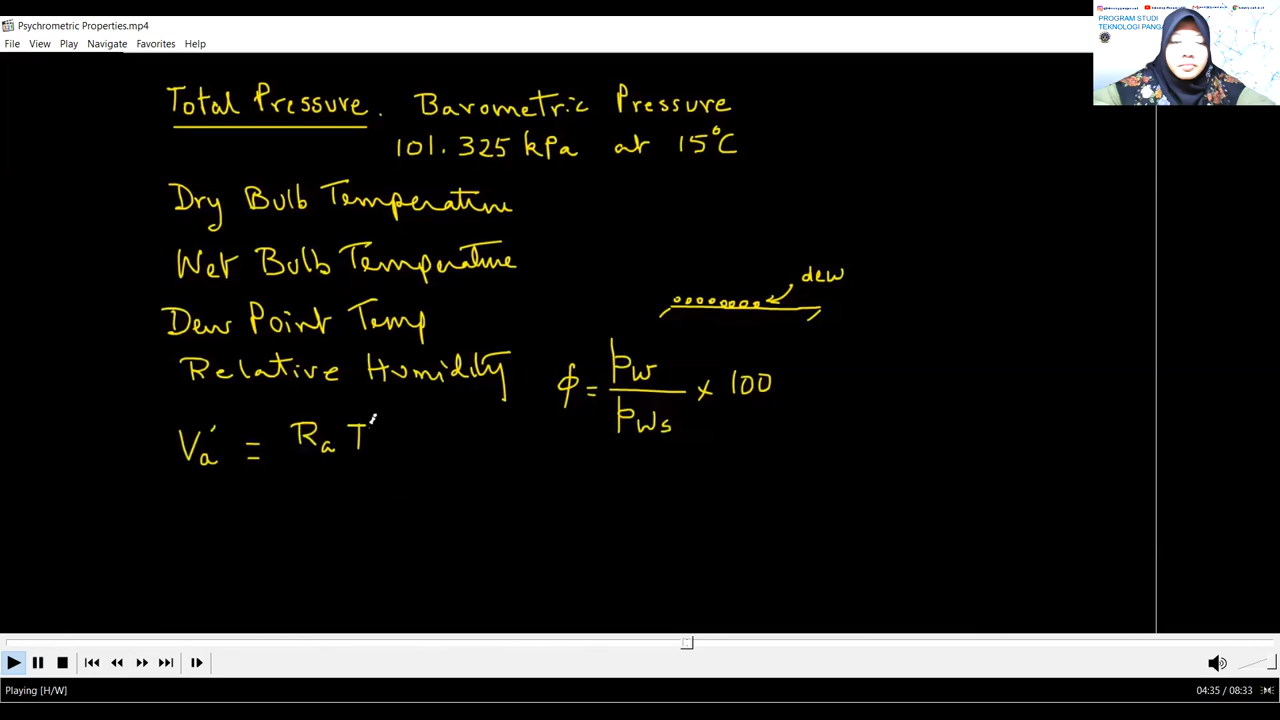 Psychrometric Properties.mp4
File View Play Navigate Favorites Help
PROGRAM STUDI
TEKNOLOGI PANGA
Total Pressure. Barometric Pressure
101.325 kPa at 15°C
Dry Bulb Temperature
Wet Bulb Temperature
dew
Dew Point Temp
Relative Humidity ϕ = pw / pws × 100
Va' = Ra T
Playing [H/W]
04:35 / 08:33